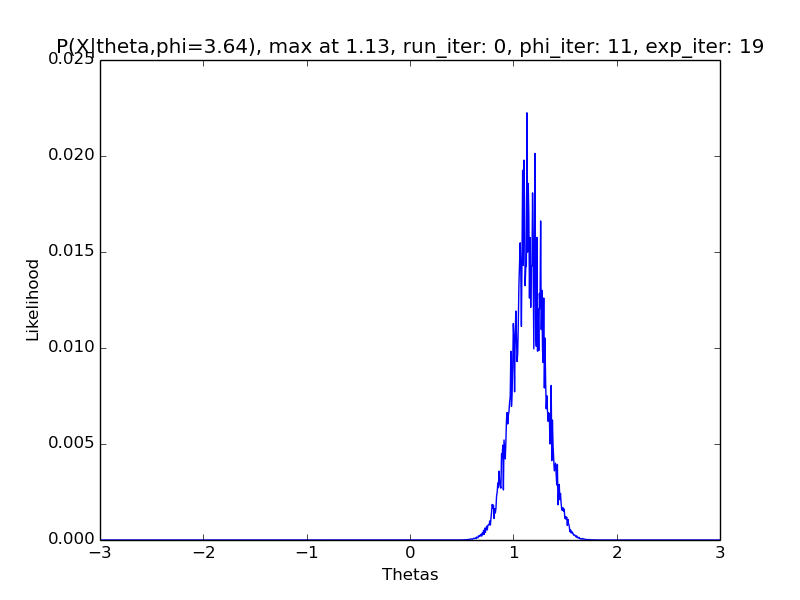 P(X|theta,phi=3.64), max at 1.13, run_iter: 0, phi_iter: 11, exp_iter: 19
0.025
0.020
0.015
0.010
0.005
0.000
Likelihood
−3 −2 −1 0 1 2 3
Thetas